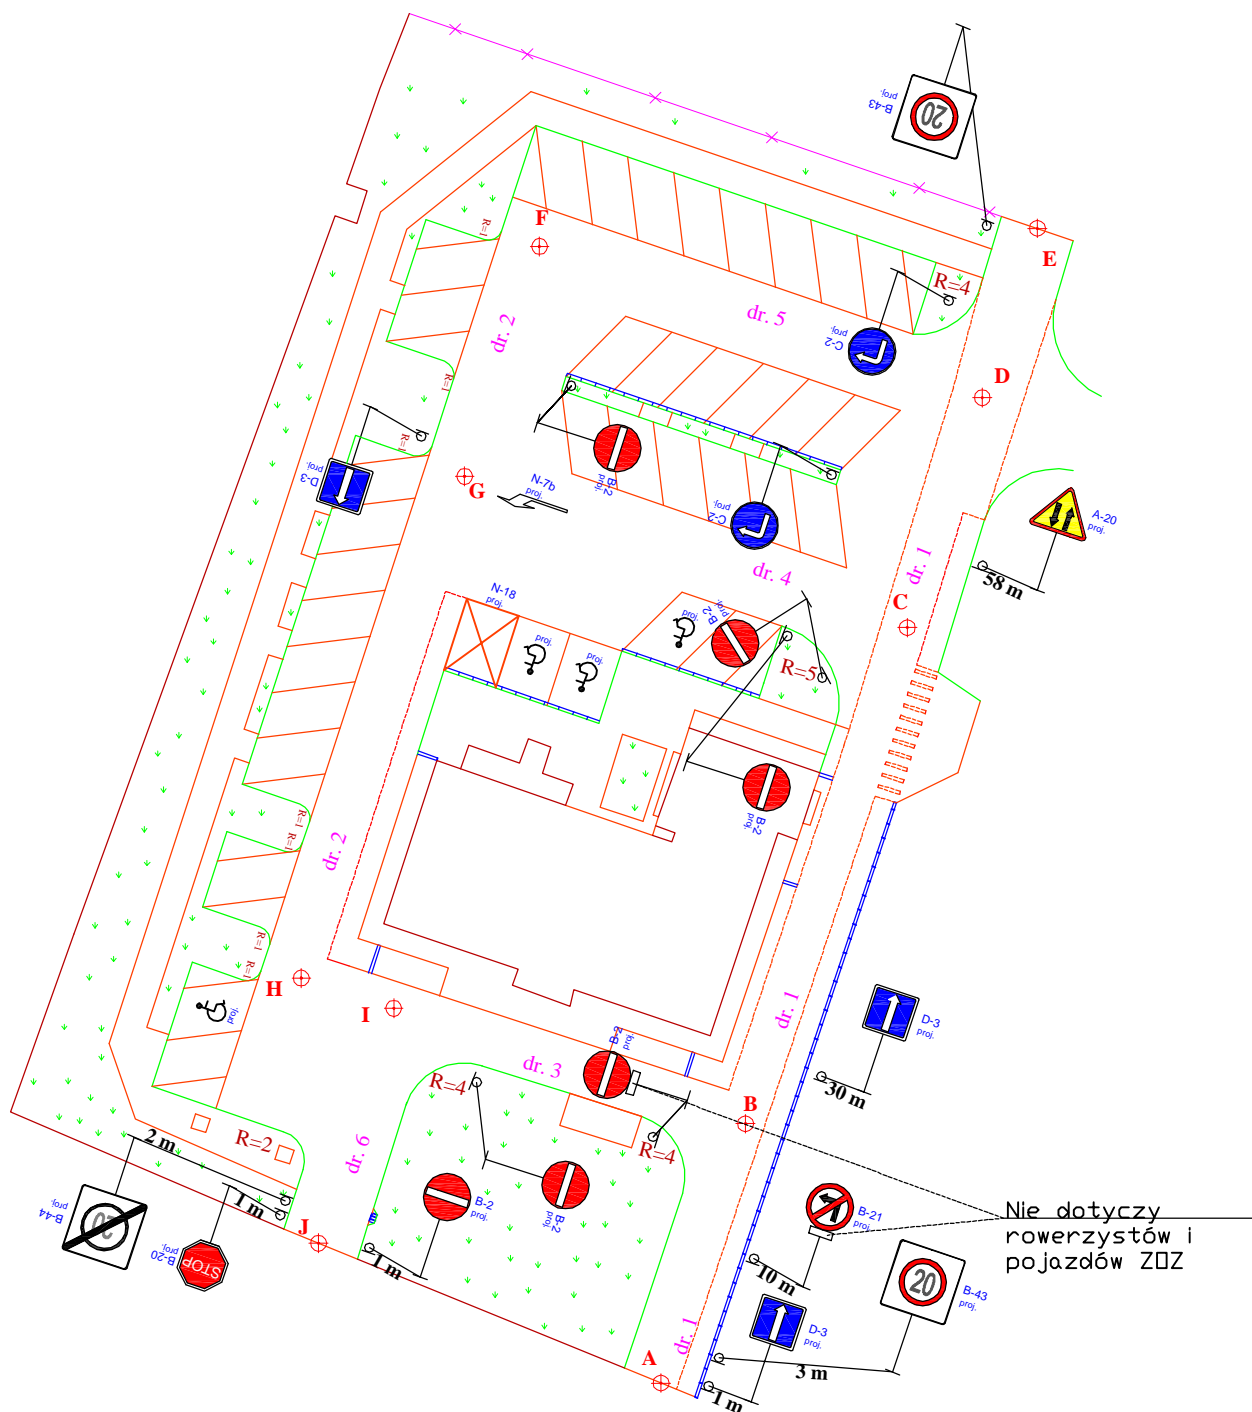 B-43
proj.
20
E
F
R=1
R=4
dr. 5
dr. 2
C-2
proj.
D
R=1
R=1
D-3
proj.
B-2
proj.
G
N-7b
proj.
C-2
proj.
A-20
proj.
dr. 1
58 m
dr. 4
C
N-18
proj.
proj.
proj.
proj.
B-2
proj.
R=5
B-2
proj.
R=1
R=1
dr. 2
R=1
R=1
H
proj.
I
dr. 1
D-3
proj.
30 m
B-2
proj.
dr. 3
R=4
B
R=4
R=2
2 m
1 m
dr. 6
J
B-44
proj.
20
B-20
proj.
STOP
B-2
proj.
B-2
proj.
1 m
B-21
proj.
10 m
Nie dotyczy
rowerzystów i
pojazdów Z▯Z
B-43
proj.
20
D-3
proj.
dr. 1
A
3 m
1 m